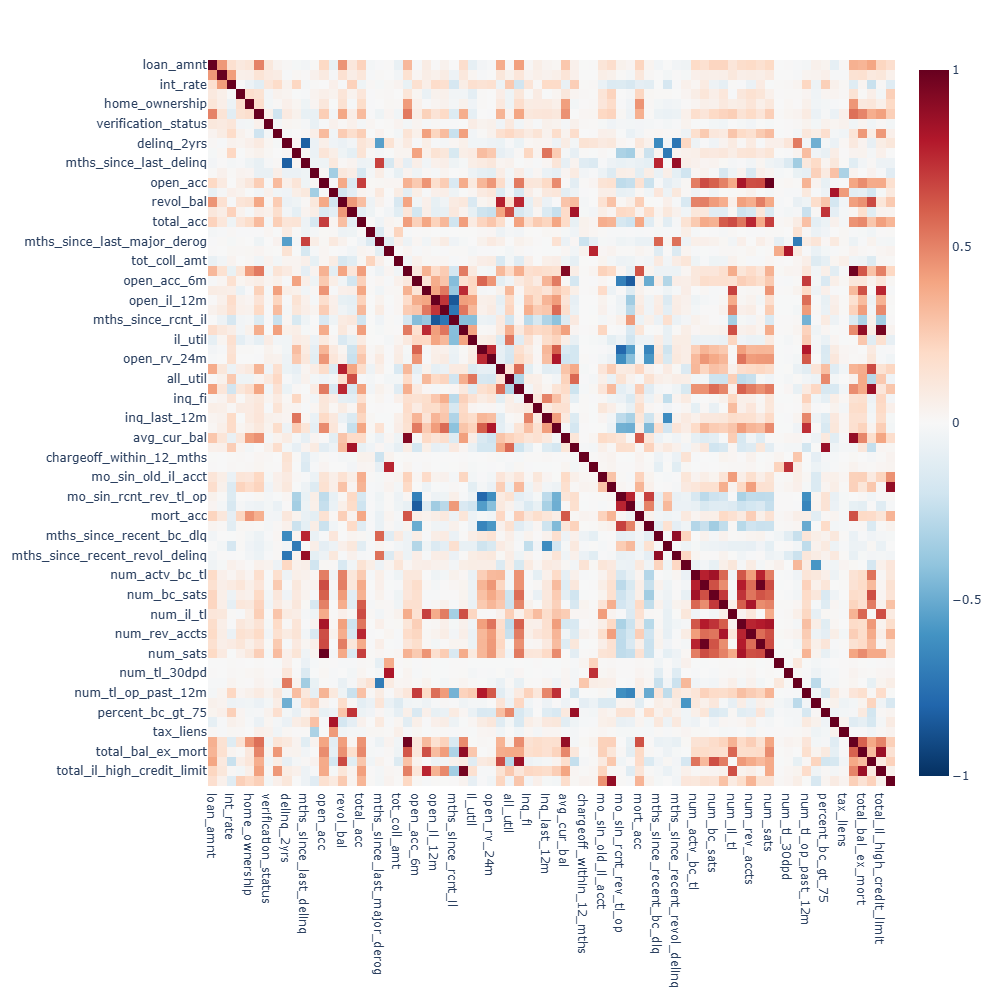 loan_amnt
int_rate
home_ownership
verification_status
delinq_2yrs
mths_since_last_delinq
open_acc
revol_bal
total_acc
mths_since_last_major_derog
tot_coll_amt
open_acc_6m
open_il_12m
mths_since_rcnt_il
il_util
open_rv_24m
all_util
inq_fi
inq_last_12m
avg_cur_bal
chargeoff_within_12_mths
mo_sin_old_il_acct
mo_sin_rcnt_rev_tl_op
mort_acc
mths_since_recent_bc_dlq
mths_since_recent_revol_delinq
num_actv_bc_tl
num_bc_sats
num_il_tl
num_rev_accts
num_sats
num_tl_30dpd
num_tl_op_past_12m
percent_bc_gt_75
tax_liens
total_bal_ex_mort
total_il_high_credit_limit
loan_amnt
int_rate
home_ownership
verification_status
delinq_2yrs
mths_since_last_delinq
open_acc
revol_bal
total_acc
mths_since_last_major_derog
tot_coll_amt
open_acc_6m
open_il_12m
mths_since_rcnt_il
il_util
open_rv_24m
all_util
inq_fi
inq_last_12m
avg_cur_bal
chargeoff_within_12_mths
mo_sin_old_il_acct
mo_sin_rcnt_rev_tl_op
mort_acc
mths_since_recent_bc_dlq
mths_since_recent_revol_delinq
num_actv_bc_tl
num_bc_sats
num_il_tl
num_rev_accts
num_sats
num_tl_30dpd
num_tl_op_past_12m
percent_bc_gt_75
tax_liens
total_bal_ex_mort
total_il_high_credit_limit
1
0.5
0
−0.5
−1